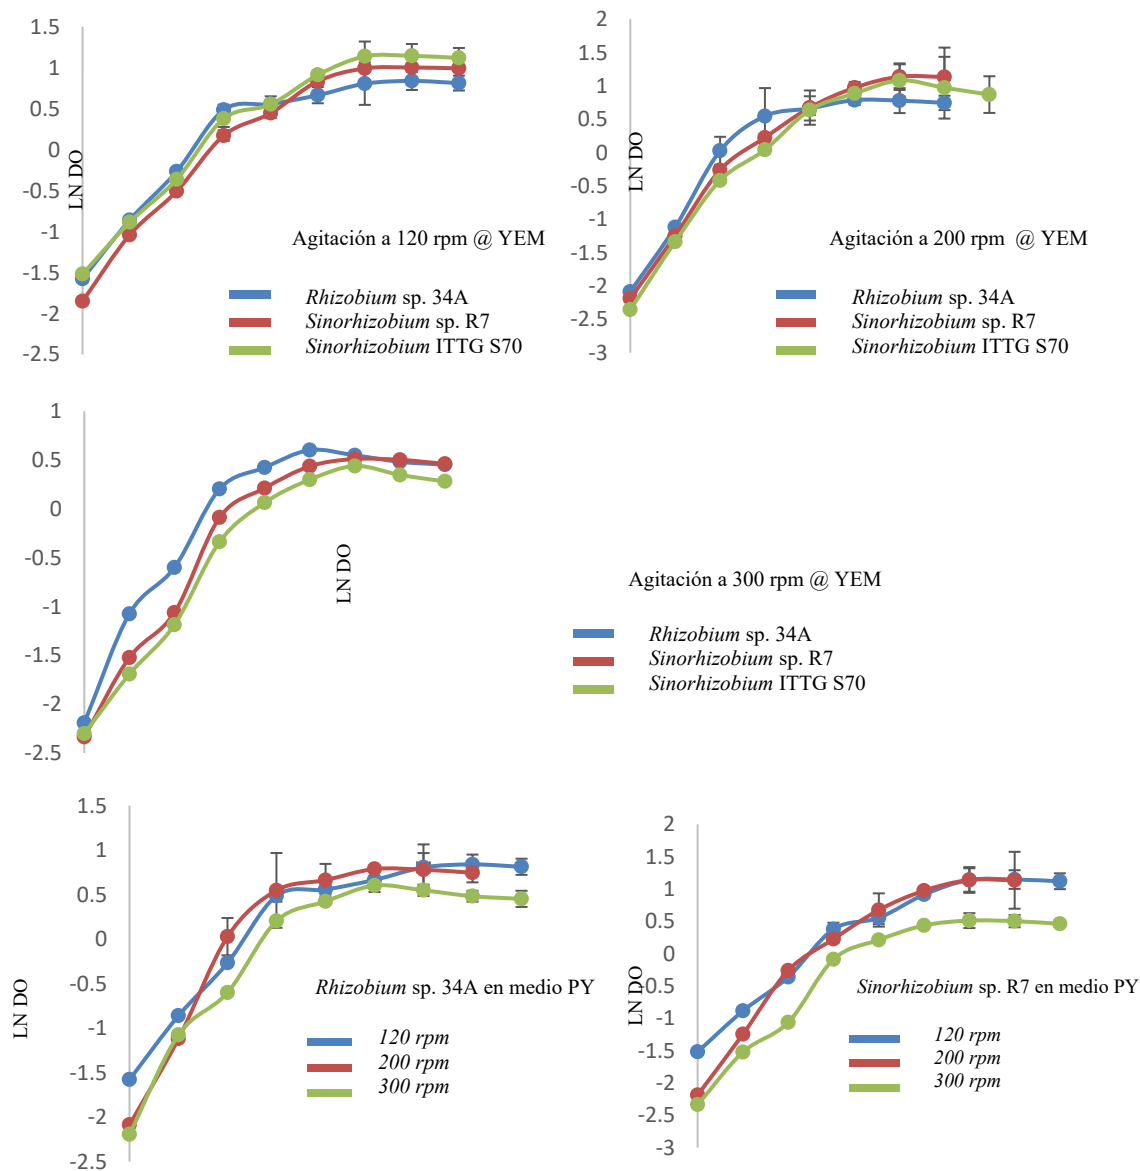 1.5
1
0.5
0
-0.5
-1
-1.5
-2
-2.5
LN DO
Agitación a 120 rpm @ YEM
Rhizobium sp. 34A
Sinorhizobium sp. R7
Sinorhizobium ITTG S70
2
1.5
1
0.5
0
-0.5
-1
-1.5
-2
-2.5
-3
LN DO
Agitación a 200 rpm @ YEM
Rhizobium sp. 34A
Sinorhizobium sp. R7
Sinorhizobium ITTG S70
1
0.5
0
-0.5
-1
-1.5
-2
-2.5
LN DO
Agitación a 300 rpm @ YEM
Rhizobium sp. 34A
Sinorhizobium sp. R7
Sinorhizobium ITTG S70
1.5
1
0.5
0
-0.5
-1
-1.5
-2
-2.5
LN DO
Rhizobium sp. 34A en medio PY
120 rpm
200 rpm
300 rpm
2
1.5
1
0.5
0
-0.5
-1
-1.5
-2
-2.5
-3
LN DO
Sinorhizobium sp. R7 en medio PY
120 rpm
200 rpm
300 rpm